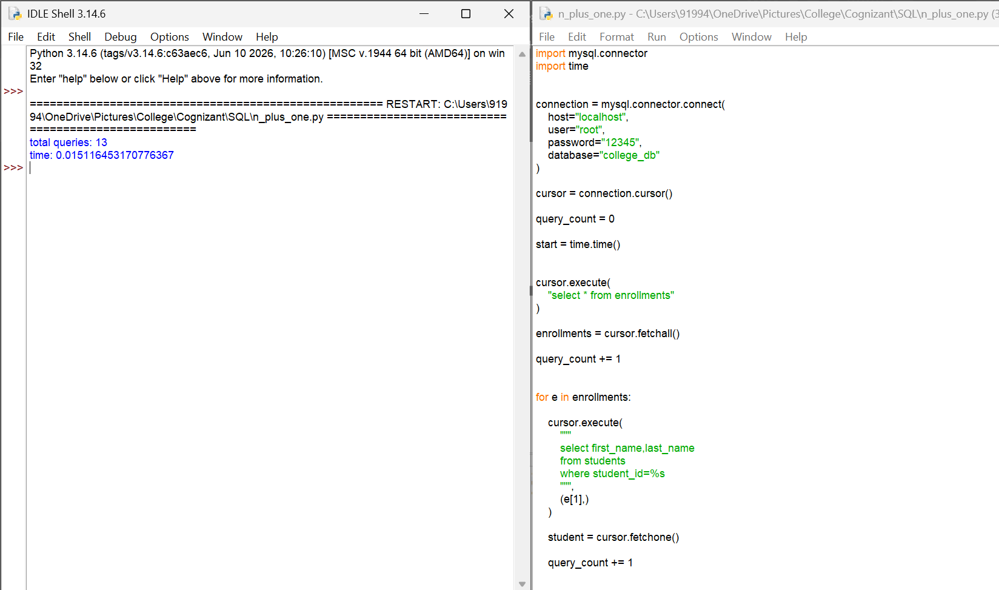 IDLE Shell 3.14.6
File Edit Shell Debug Options Window Help
Python 3.14.6 (tags/v3.14.6:c63aec6, Jun 10 2026, 10:26:10) [MSC v.1944 64 bit (AMD64)] on win
32
Enter "help" below or click "Help" above for more information.
>>>
===================================================== RESTART: C:\Users\919
94\OneDrive\Pictures\College\Cognizant\SQL\n_plus_one.py ===========================
=========================
total queries: 13
time: 0.015116453170776367
>>>
n_plus_one.py - C:\Users\91994\OneDrive\Pictures\College\Cognizant\SQL\n_plus_one.py (3
File Edit Format Run Options Window Help
import mysql.connector
import time
connection = mysql.connector.connect(
    host="localhost",
    user="root",
    password="12345",
    database="college_db"
)
cursor = connection.cursor()
query_count = 0
start = time.time()
cursor.execute(
    "select * from enrollments"
)
enrollments = cursor.fetchall()
query_count += 1
for e in enrollments:
    cursor.execute(
        """
        select first_name,last_name
        from students
        where student_id=%s
        """,
        (e[1],)
    )
    student = cursor.fetchone()
    query_count += 1